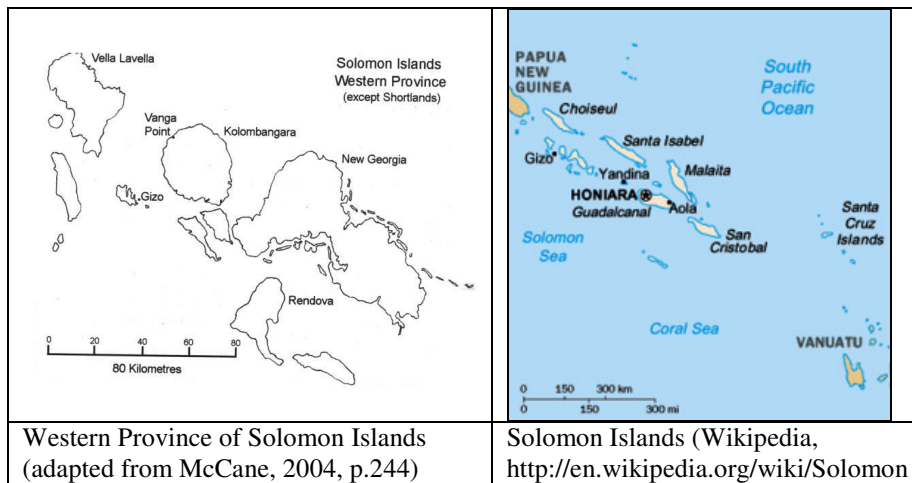 Vella Lavella
Solomon Islands
Western Province
(except Shortlands)
Vanga
Point
Kolombangara
New Georgia
Gizo
Rendova
0 20 40 60 80
80 Kilometres
PAPUA
NEW
GUINEA
South
Pacific
Ocean
Choiseul
Santa Isabel
Gizo
Yandina
Malaita
HONIARA
Guadalcanal
Aola
Santa
Cruz
Islands
San
Cristobal
Solomon
Sea
Coral Sea
VANUATU
0 150 300 km
0 150 300 mi
Western Province of Solomon Islands
(adapted from McCane, 2004, p.244)
Solomon Islands (Wikipedia,
http://en.wikipedia.org/wiki/Solomon